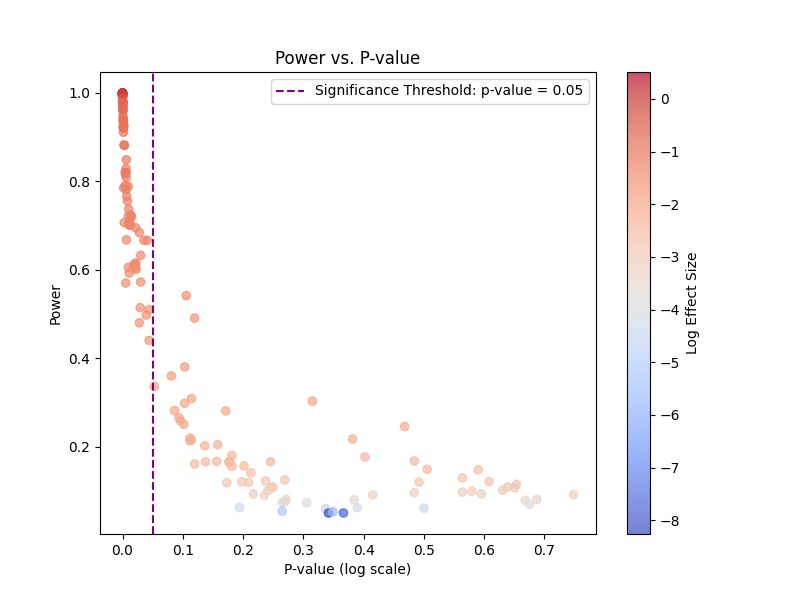 Power vs. P-value
Significance Threshold: p-value = 0.05
Power
1.0
0.8
0.6
0.4
0.2
0.0 0.1 0.2 0.3 0.4 0.5 0.6 0.7
P-value (log scale)
0
−1
−2
−3
−4
−5
−6
−7
−8
Log Effect Size